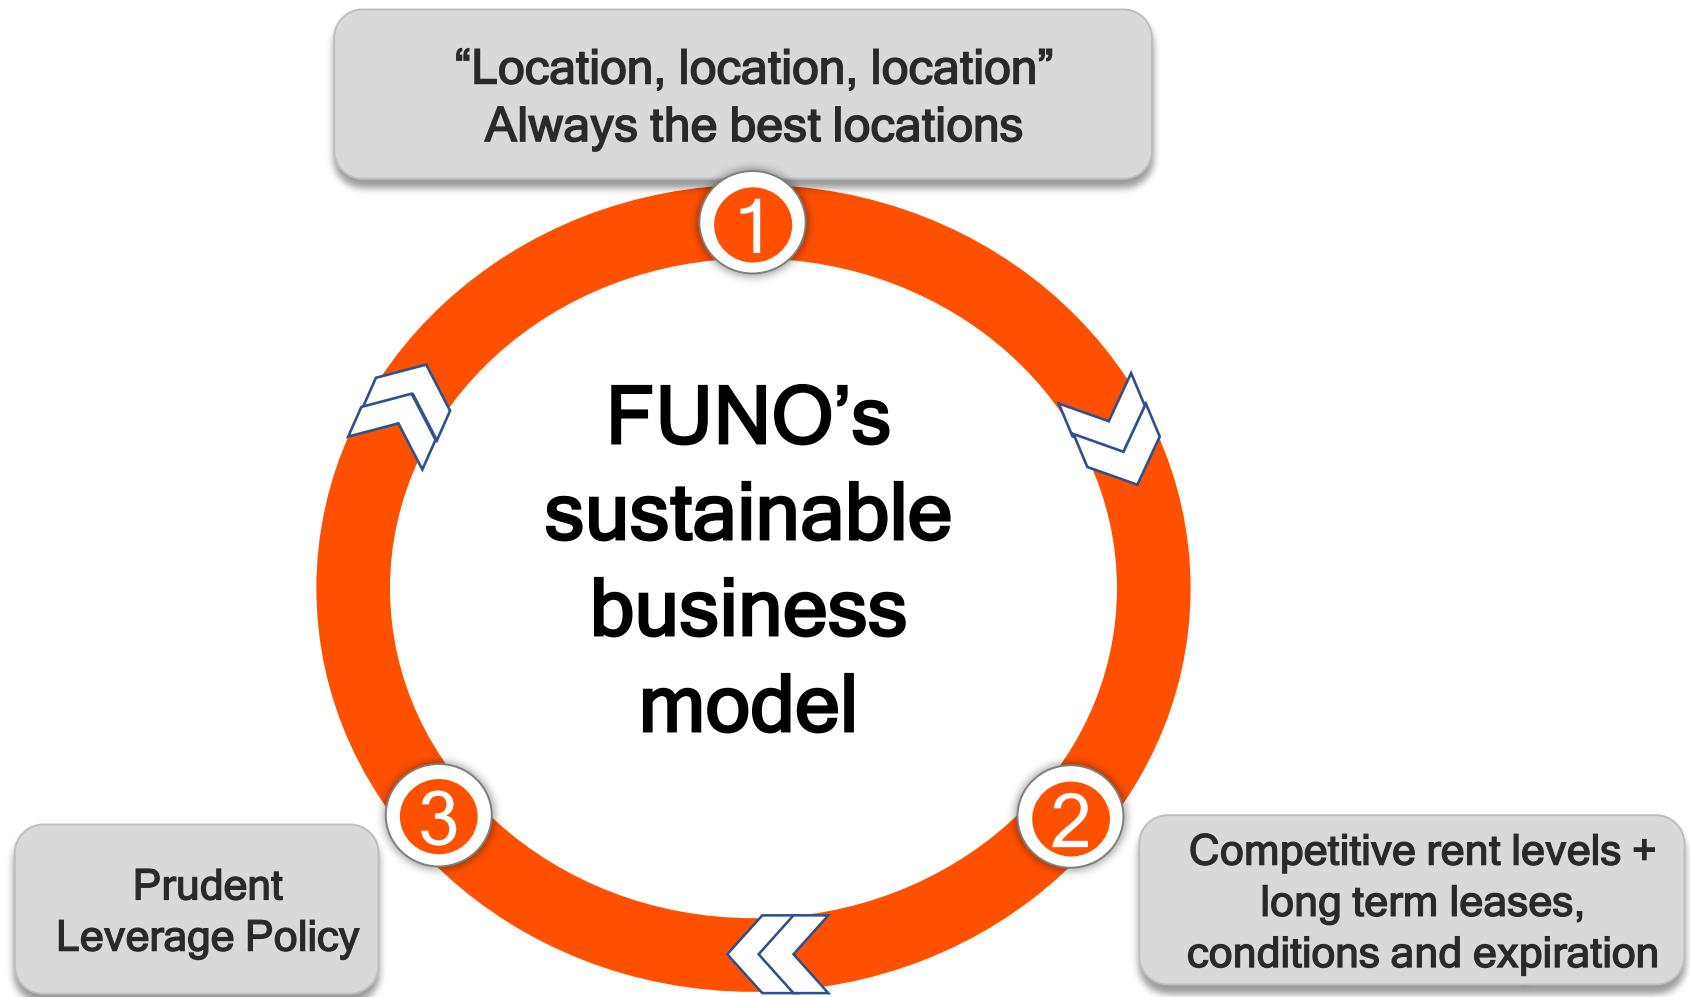 “Location, location, location”
Always the best locations
1
FUNO’s
sustainable
business
model
3
2
Prudent
Leverage Policy
Competitive rent levels +
long term leases,
conditions and expiration